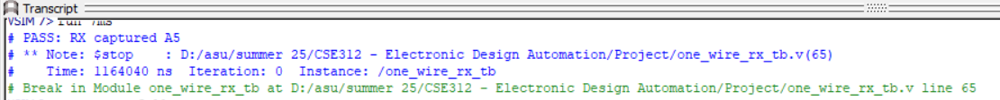 Transcript
VSIM /> run 7ms
# PASS: RX captured A5
# ** Note: $stop    : D:/asu/summer 25/CSE312 - Electronic Design Automation/Project/one_wire_rx_tb.v(65)
#    Time: 1164040 ns  Iteration: 0  Instance: /one_wire_rx_tb
# Break in Module one_wire_rx_tb at D:/asu/summer 25/CSE312 - Electronic Design Automation/Project/one_wire_rx_tb.v line 65